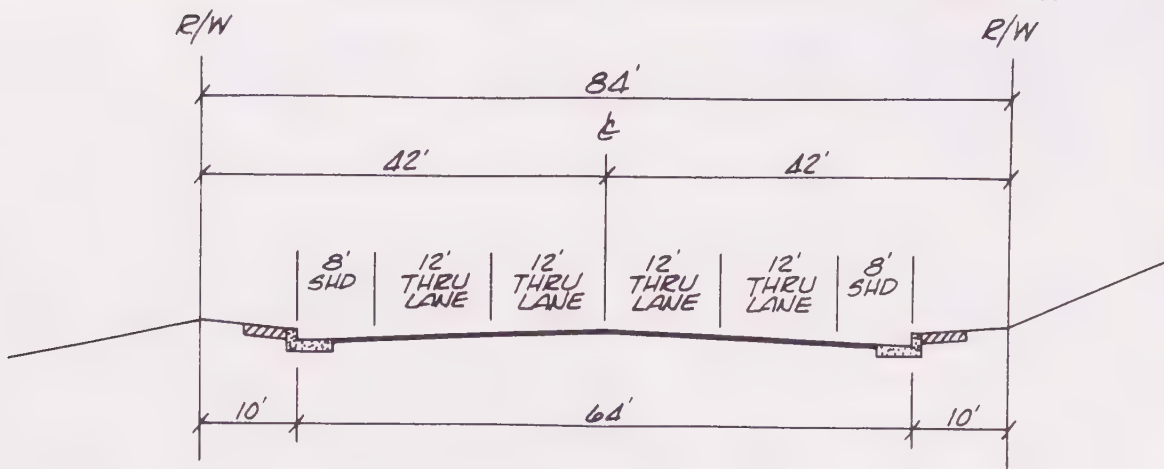 R/W
R/W
84'
℄
42'
42'
8'
SHD
12'
THRU
LANE
12'
THRU
LANE
12'
THRU
LANE
12'
THRU
LANE
8'
SHD
10'
64'
10'